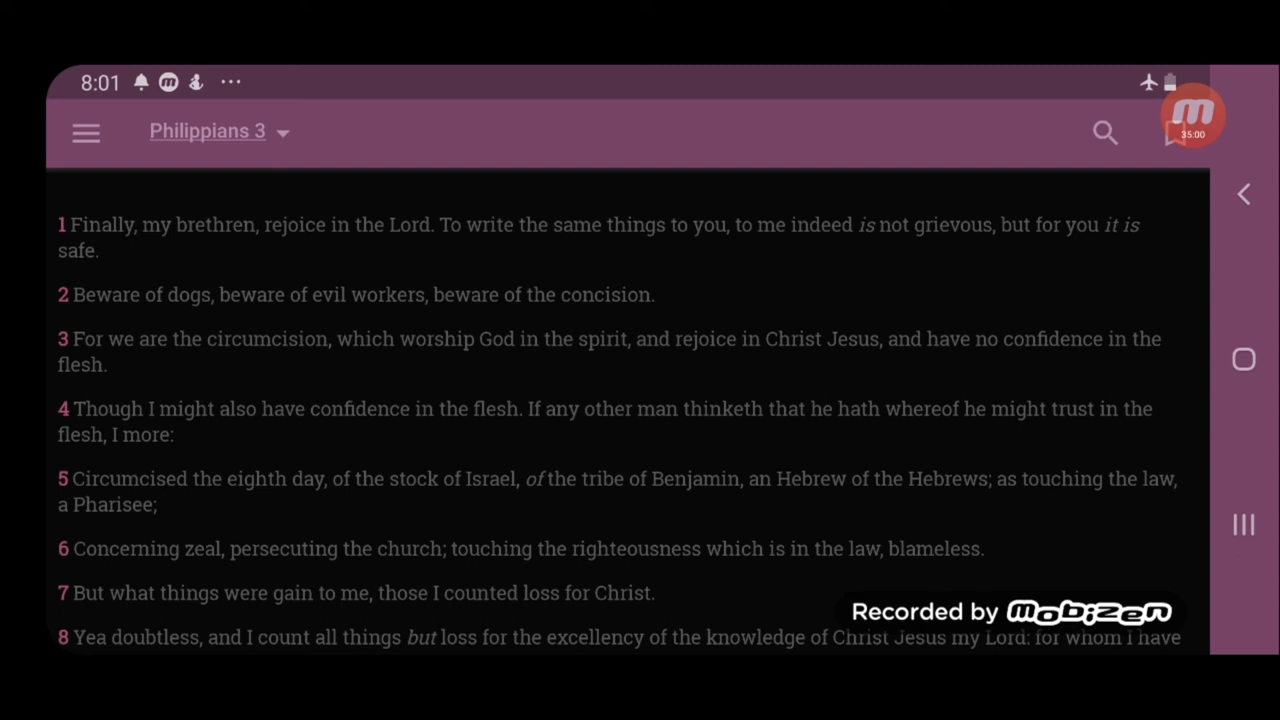 8:01
Philippians 3
35:00
1 Finally, my brethren, rejoice in the Lord. To write the same things to you, to me indeed is not grievous, but for you it is
safe.
2 Beware of dogs, beware of evil workers, beware of the concision.
3 For we are the circumcision, which worship God in the spirit, and rejoice in Christ Jesus, and have no confidence in the
flesh.
4 Though I might also have confidence in the flesh. If any other man thinketh that he hath whereof he might trust in the
flesh, I more:
5 Circumcised the eighth day, of the stock of Israel, of the tribe of Benjamin, an Hebrew of the Hebrews; as touching the law,
a Pharisee;
6 Concerning zeal, persecuting the church; touching the righteousness which is in the law, blameless.
7 But what things were gain to me, those I counted loss for Christ.
Recorded by mobizen
8 Yea doubtless, and I count all things but loss for the excellency of the knowledge of Christ Jesus my Lord: for whom I have